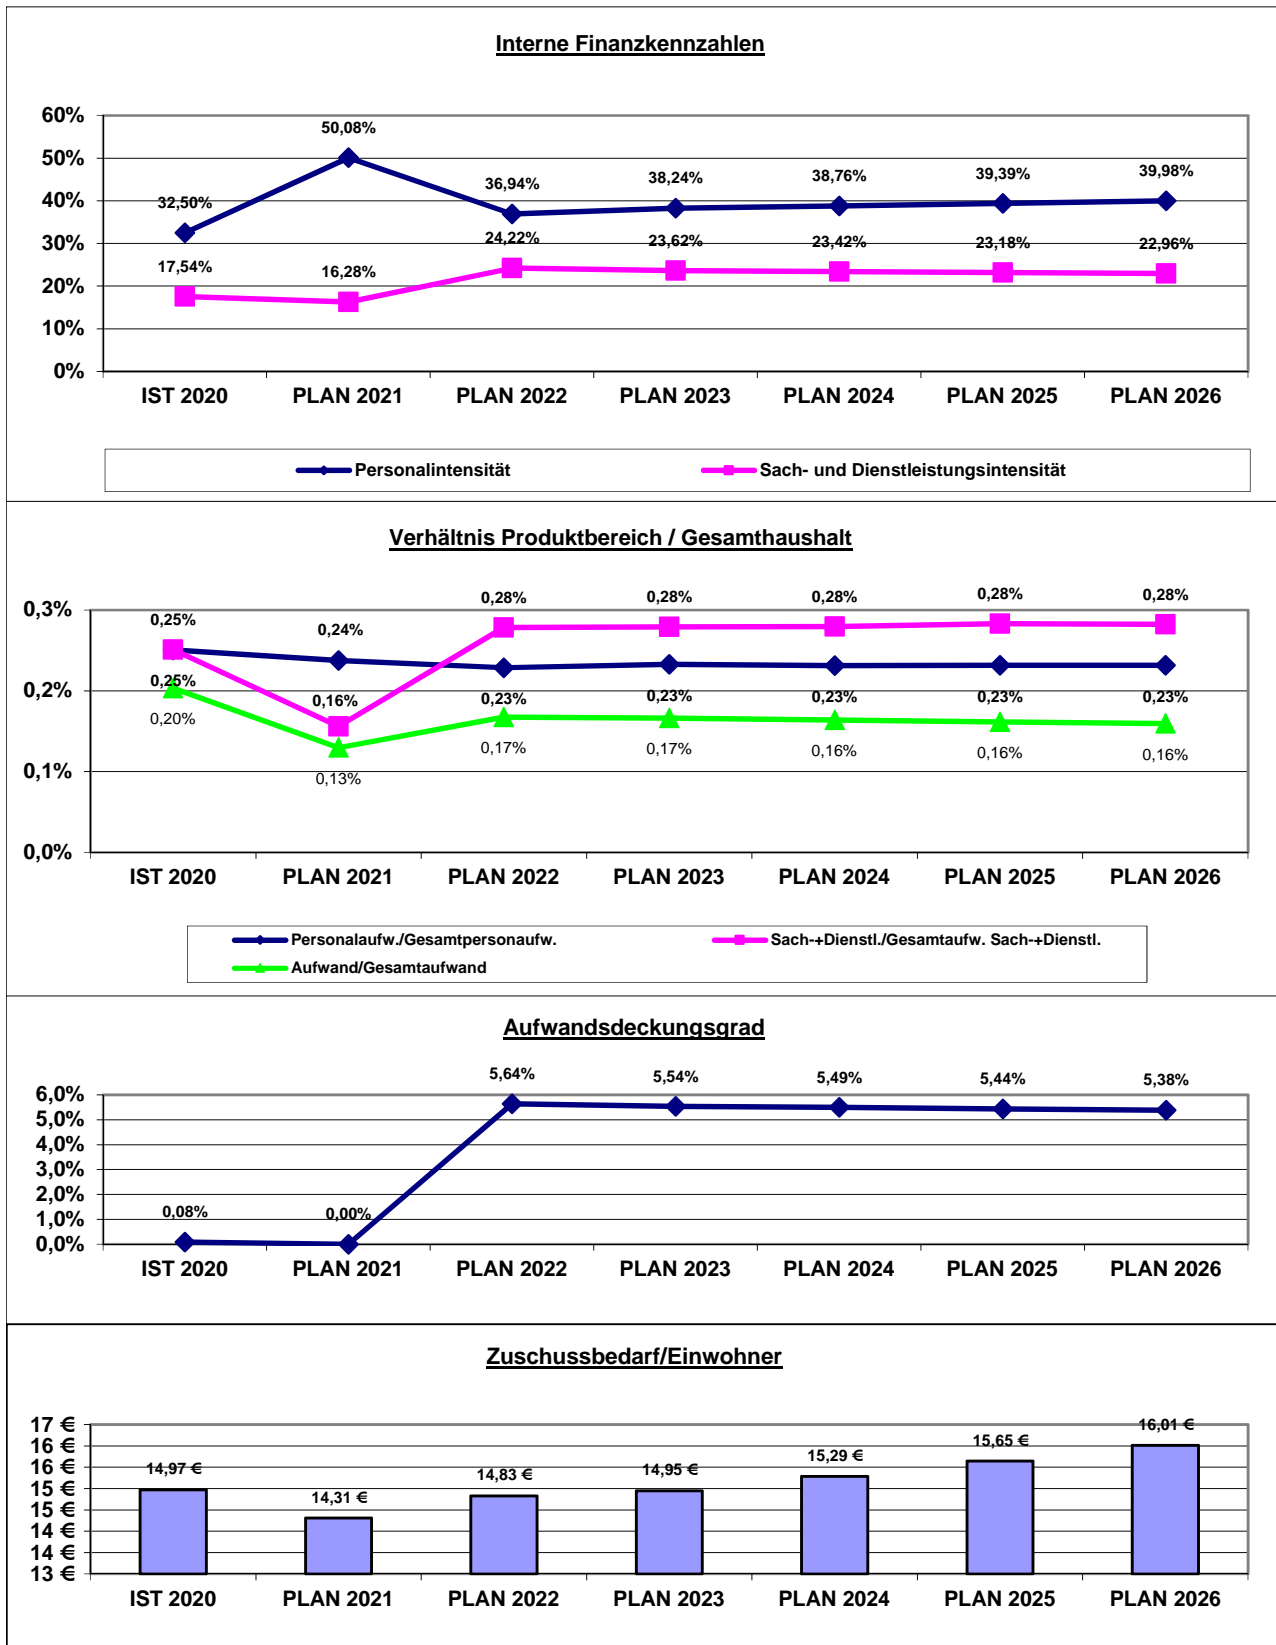 Interne Finanzkennzahlen
60%
50,08%
50%
36,94% 38,24% 38,76% 39,39% 39,98%
40%
32,50%
30%
24,22% 23,62% 23,42% 23,18% 22,96%
17,54% 16,28%
20%
10%
0%
IST 2020 PLAN 2021 PLAN 2022 PLAN 2023 PLAN 2024 PLAN 2025 PLAN 2026
Personalintensität Sach- und Dienstleistungsintensität
Verhältnis Produktbereich / Gesamthaushalt
0,28% 0,28% 0,28% 0,28% 0,28%
0,3%
0,25% 0,24%
0,25% 0,16% 0,23% 0,23% 0,23% 0,23% 0,23%
0,2%
0,20% 0,13% 0,17% 0,17% 0,16% 0,16% 0,16%
0,1%
0,0%
IST 2020 PLAN 2021 PLAN 2022 PLAN 2023 PLAN 2024 PLAN 2025 PLAN 2026
Personalaufw./Gesamtpersonaufw. Sach-+Dienstl./Gesamtaufw. Sach-+Dienstl.
Aufwand/Gesamtaufwand
Aufwandsdeckungsgrad
5,64% 5,54% 5,49% 5,44% 5,38%
6,0%
5,0%
4,0%
3,0%
2,0%
0,08% 0,00%
1,0%
0,0%
IST 2020 PLAN 2021 PLAN 2022 PLAN 2023 PLAN 2024 PLAN 2025 PLAN 2026
Zuschussbedarf/Einwohner
17 €
16,01 €
16 €
15,65 €
15,29 €
16 €
14,97 € 14,83 € 14,95 €
15 €
14,31 €
15 €
14 €
14 €
13 €
IST 2020 PLAN 2021 PLAN 2022 PLAN 2023 PLAN 2024 PLAN 2025 PLAN 2026